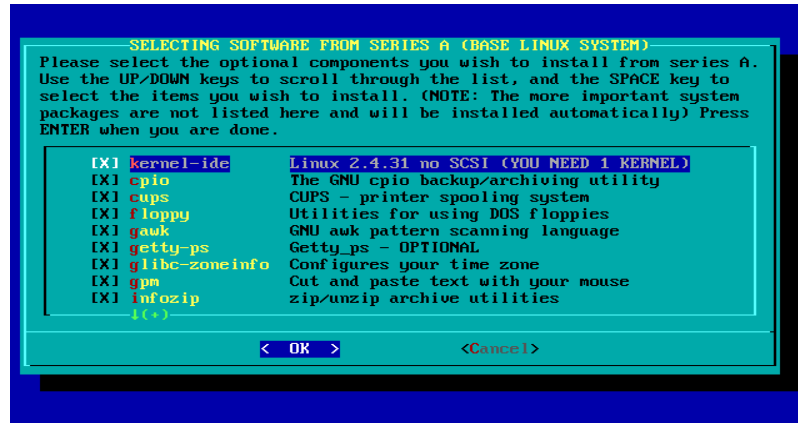 SELECTING SOFTWARE FROM SERIES A (BASE LINUX SYSTEM)
Please select the optional components you wish to install from series A.
Use the UP/DOWN keys to scroll through the list, and the SPACE key to
select the items you wish to install. (NOTE: The more important system
packages are not listed here and will be installed automatically) Press
ENTER when you are done.
[X] kernel-ide Linux 2.4.31 no SCSI (YOU NEED 1 KERNEL)
[X] cpio The GNU cpio backup/archiving utility
[X] cups CUPS - printer spooling system
[X] floppy Utilities for using DOS floppies
[X] gawk GNU awk pattern scanning language
[X] getty-ps Getty_ps - OPTIONAL
[X] glibc-zoneinfo Configures your time zone
[X] gpm Cut and paste text with your mouse
[X] infozip zip/unzip archive utilities
↓(+)
< OK > <Cancel>